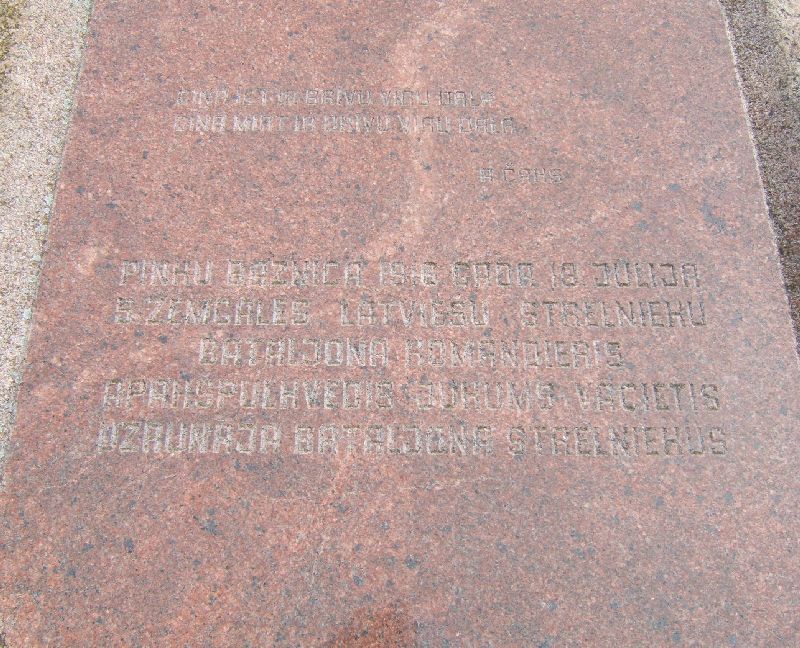 CĪŅĀ IET IR BRĪVU VĪRU DAĻA
CĪŅĀ MIRT IR BRĪVU VĪRU DAĻA
A ČAKS
PIŅĶU BAZNĪCĀ 1916 GADA 18 JŪLIJĀ
5 ZEMGALES LATVIEŠU STRĒLNIEKU
BATALJONA KOMANDIERIS
APAKŠPULKVEDIS JUKUMS VĀCIETIS
UZRUNĀJA BATALJONA STRĒLNIEKUS